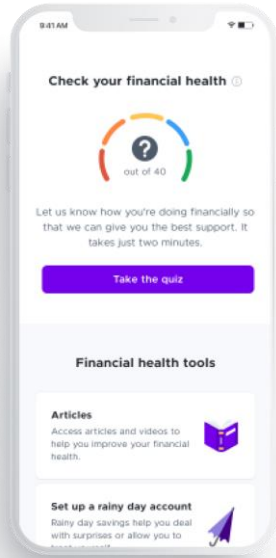 9:41 AM
Check your financial health
?
out of 40
Let us know how you're doing financially so
that we can give you the best support. It
takes just two minutes.
Take the quiz
Financial health tools
Articles
Access articles and videos to
help you improve your financial
health.
Set up a rainy day account
Rainy day savings help you deal
with surprises or allow you to